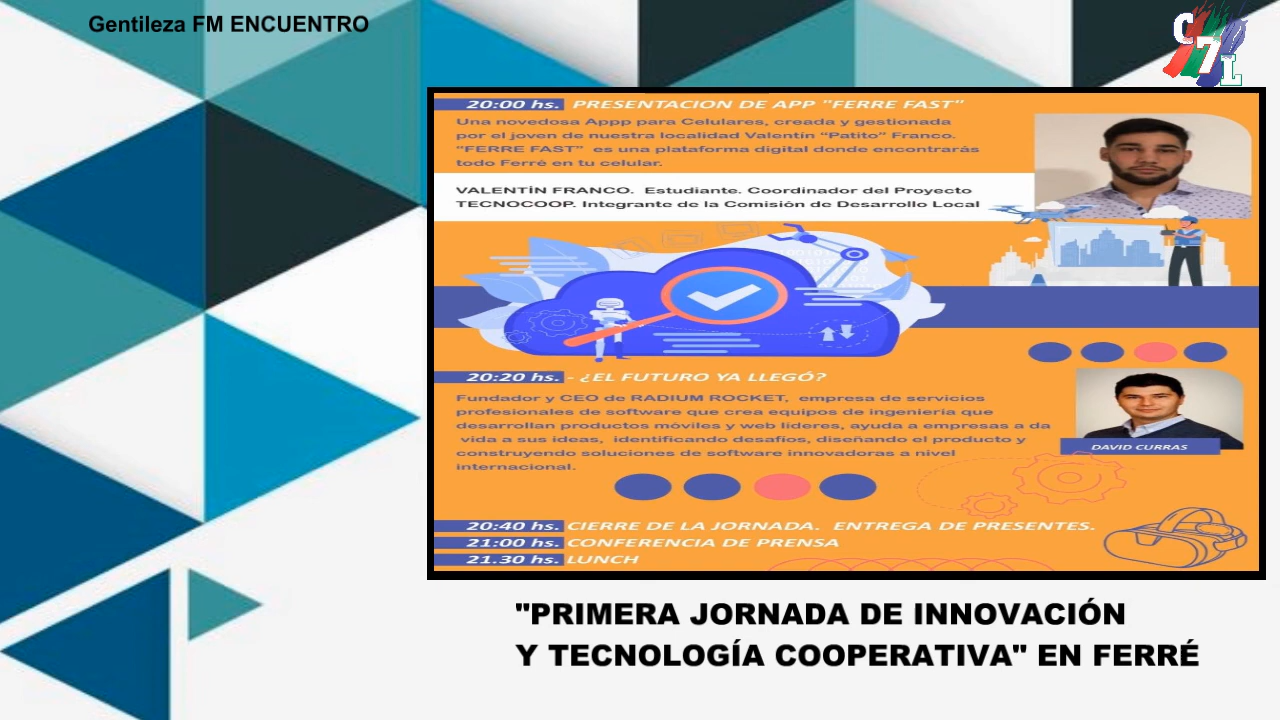 Gentileza FM ENCUENTRO
C7L
20:00 hs. PRESENTACION DE APP "FERRE FAST"
Una novedosa Appp para Celulares, creada y gestionada
por el joven de nuestra localidad Valentín "Patito" Franco.
"FERRE FAST" es una plataforma digital donde encontrarás
todo Ferré en tu celular.
VALENTÍN FRANCO. Estudiante. Coordinador del Proyecto
TECNOCOOP. Integrante de la Comisión de Desarrollo Local
20:20 hs. - ¿EL FUTURO YA LLEGÓ?
Fundador y CEO de RADIUM ROCKET, empresa de servicios
profesionales de software que crea equipos de ingeniería que
desarrollan productos móviles y web líderes, ayuda a empresas a da
vida a sus ideas, identificando desafíos, diseñando el producto y
construyendo soluciones de software innovadoras a nivel
internacional.
DAVID CURRAS
20:40 hs. CIERRE DE LA JORNADA. ENTREGA DE PRESENTES.
21:00 hs. CONFERENCIA DE PRENSA
21.30 hs. LUNCH
"PRIMERA JORNADA DE INNOVACIÓN
Y TECNOLOGÍA COOPERATIVA" EN FERRÉ